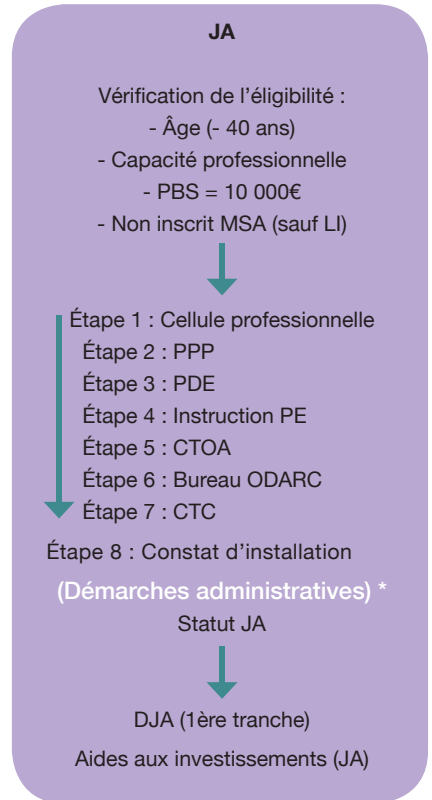 JA
Vérification de l'éligibilité :
- Âge (- 40 ans)
- Capacité professionnelle
- PBS = 10 000€
- Non inscrit MSA (sauf LI)
Étape 1 : Cellule professionnelle
Étape 2 : PPP
Étape 3 : PDE
Étape 4 : Instruction PE
Étape 5 : CTOA
Étape 6 : Bureau ODARC
Étape 7 : CTC
Étape 8 : Constat d'installation
(Démarches administratives) *
Statut JA
DJA (1ère tranche)
Aides aux investissements (JA)